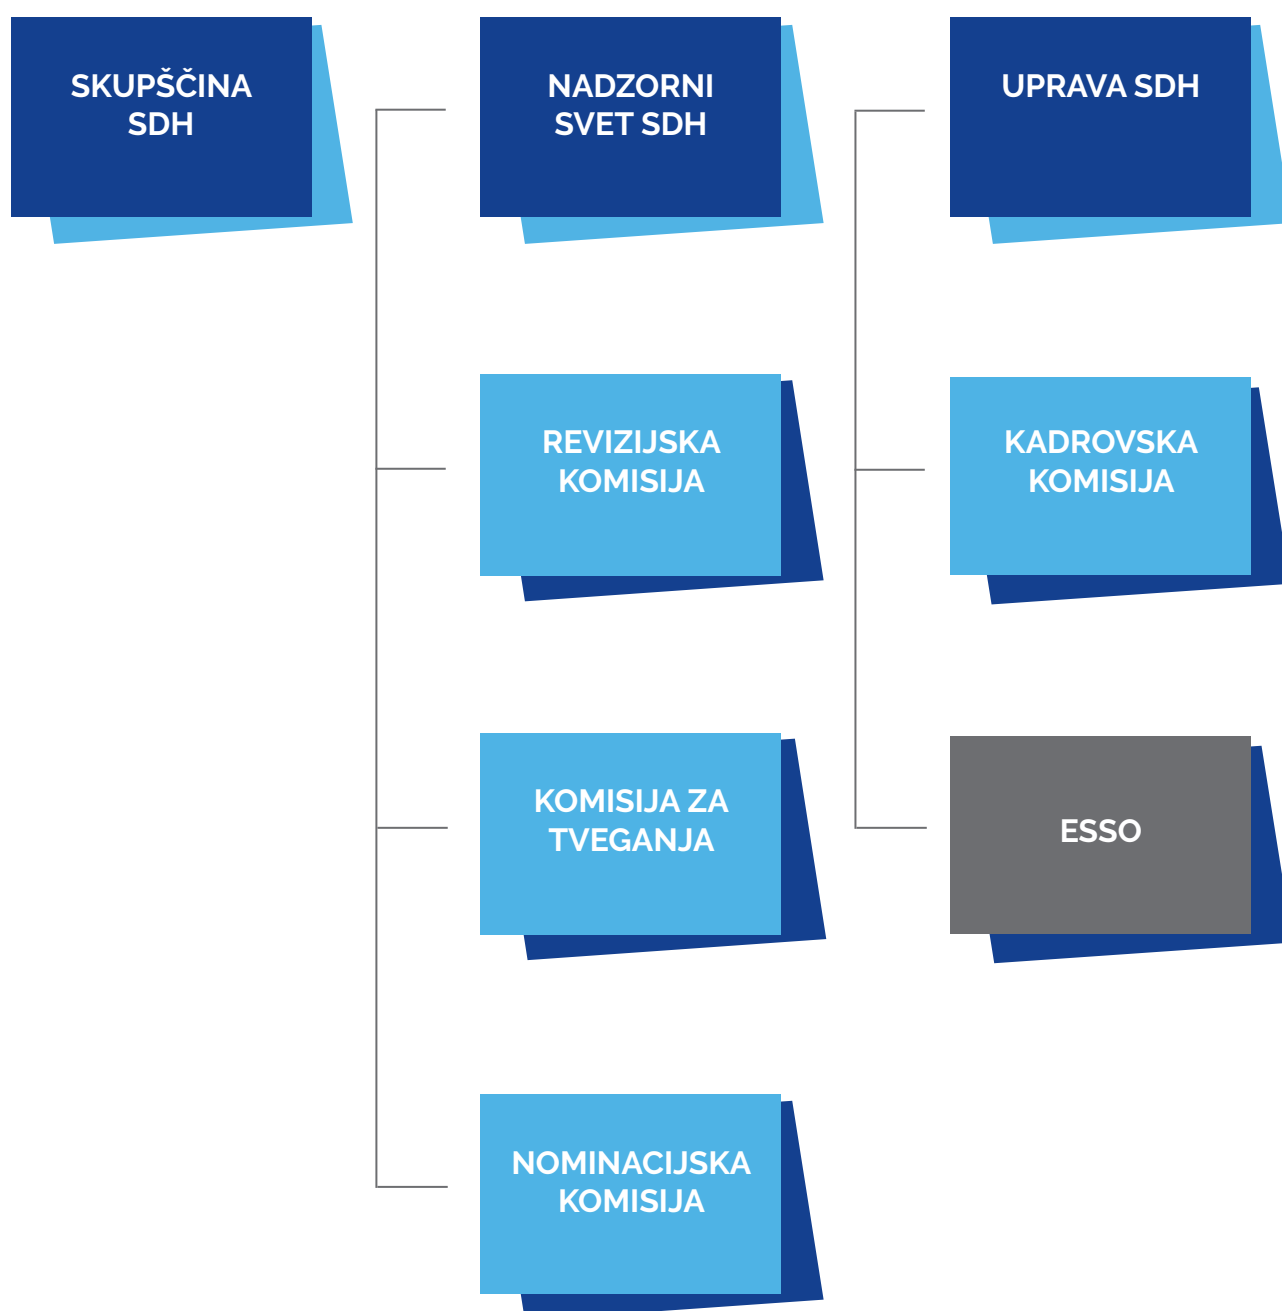 SKUPŠČINA
SDH
NADZORNI
SVET SDH
UPRAVA SDH
REVIZIJSKA
KOMISIJA
KADROVSKA
KOMISIJA
KOMISIJA ZA
TVEGANJA
ESSO
NOMINACIJSKA
KOMISIJA